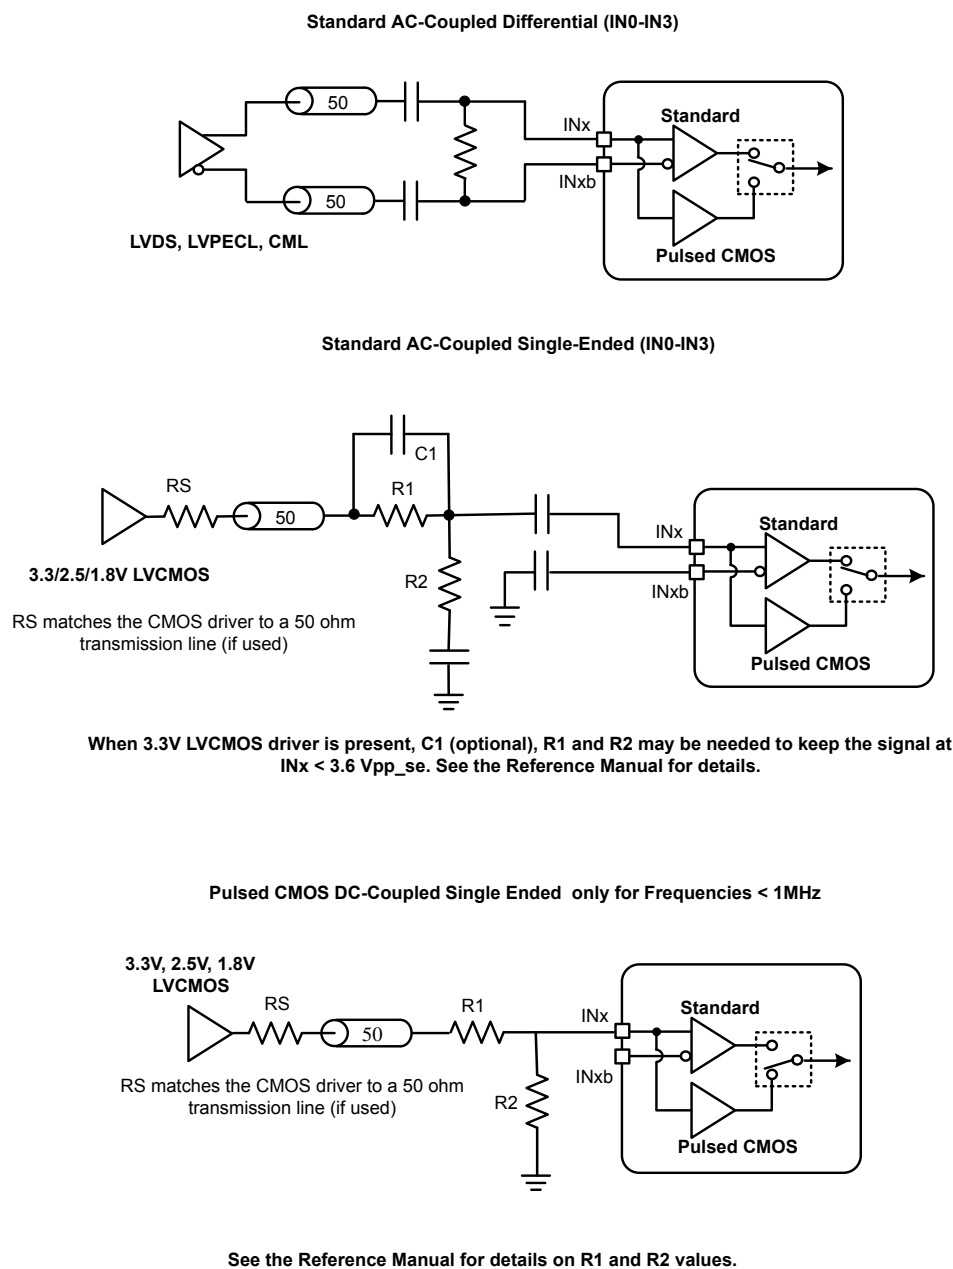 Standard AC-Coupled Differential (IN0-IN3)
50
INx
Standard
INxb
50
LVDS, LVPECL, CML
Pulsed CMOS
Standard AC-Coupled Single-Ended (IN0-IN3)
C1
RS
R1
50
INx
Standard
3.3/2.5/1.8V LVCMOS
R2
INxb
RS matches the CMOS driver to a 50 ohm
transmission line (if used)
Pulsed CMOS
When 3.3V LVCMOS driver is present, C1 (optional), R1 and R2 may be needed to keep the signal at
INx < 3.6 Vpp_se. See the Reference Manual for details.
Pulsed CMOS DC-Coupled Single Ended only for Frequencies < 1MHz
3.3V, 2.5V, 1.8V
LVCMOS
RS
R1
INx
Standard
50
INxb
RS matches the CMOS driver to a 50 ohm
transmission line (if used)
R2
Pulsed CMOS
See the Reference Manual for details on R1 and R2 values.